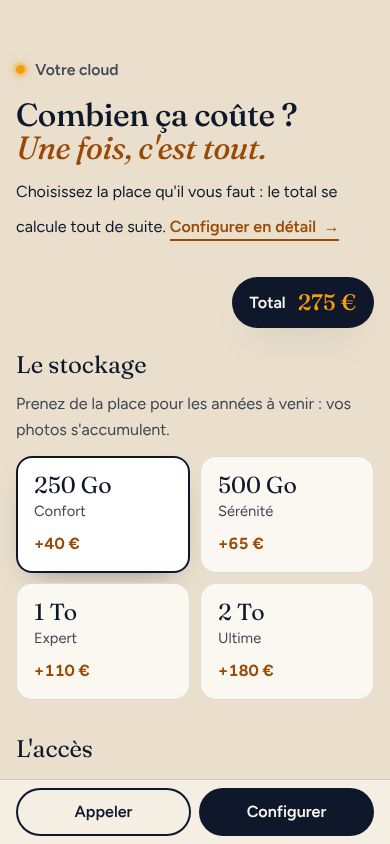 Votre cloud
Combien ça coûte ?
Une fois, c'est tout.
Choisissez la place qu'il vous faut : le total se
calcule tout de suite. Configurer en détail →
Total 275 €
Le stockage
Prenez de la place pour les années à venir : vos
photos s'accumulent.
250 Go
Confort
+40 €
500 Go
Sérénité
+65 €
1 To
Expert
+110 €
2 To
Ultime
+180 €
L'accès
Appeler
Configurer